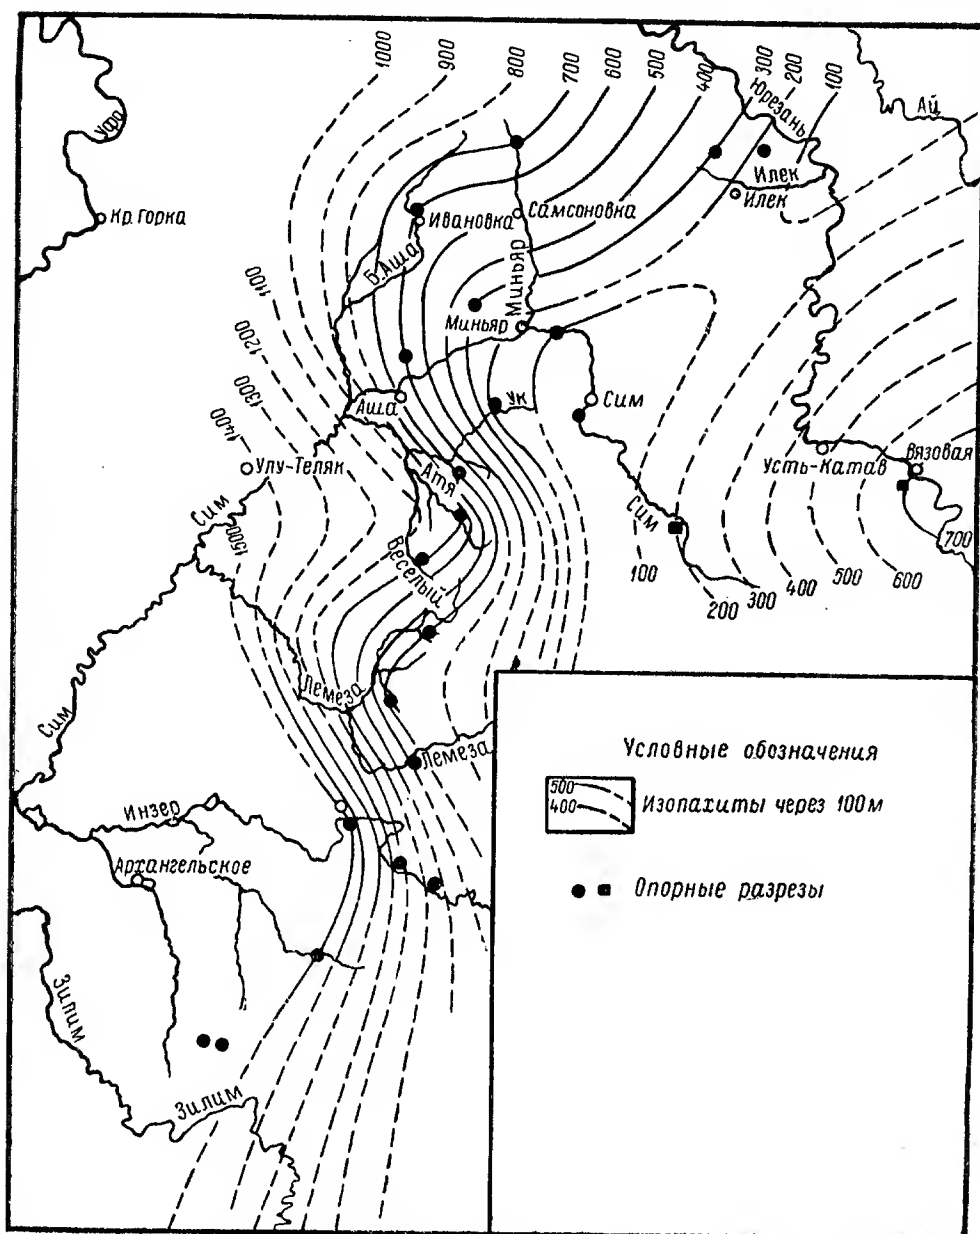 1000
900
800
700
600
500
400
300
200
100
Юрезань
Ай
Уфа
Илек
Илек
Кр. Горка
Ивановка
Самсоновка
Б. Аша
Миньяр
Миньяр
1100
1200
1300
1400
1500
Аша
Ук
Сим
Улу-Теляк
Атя
Усть-Катав
Вязовая
Сим
Сим
Веселый
700
100
200
300
400
500
600
Лемеза
Сим
Лемеза
Условные обозначения
500
400
Изопахиты через 100 м
Инзер
Архангельское
Опорные разрезы
Зилим
Зилим